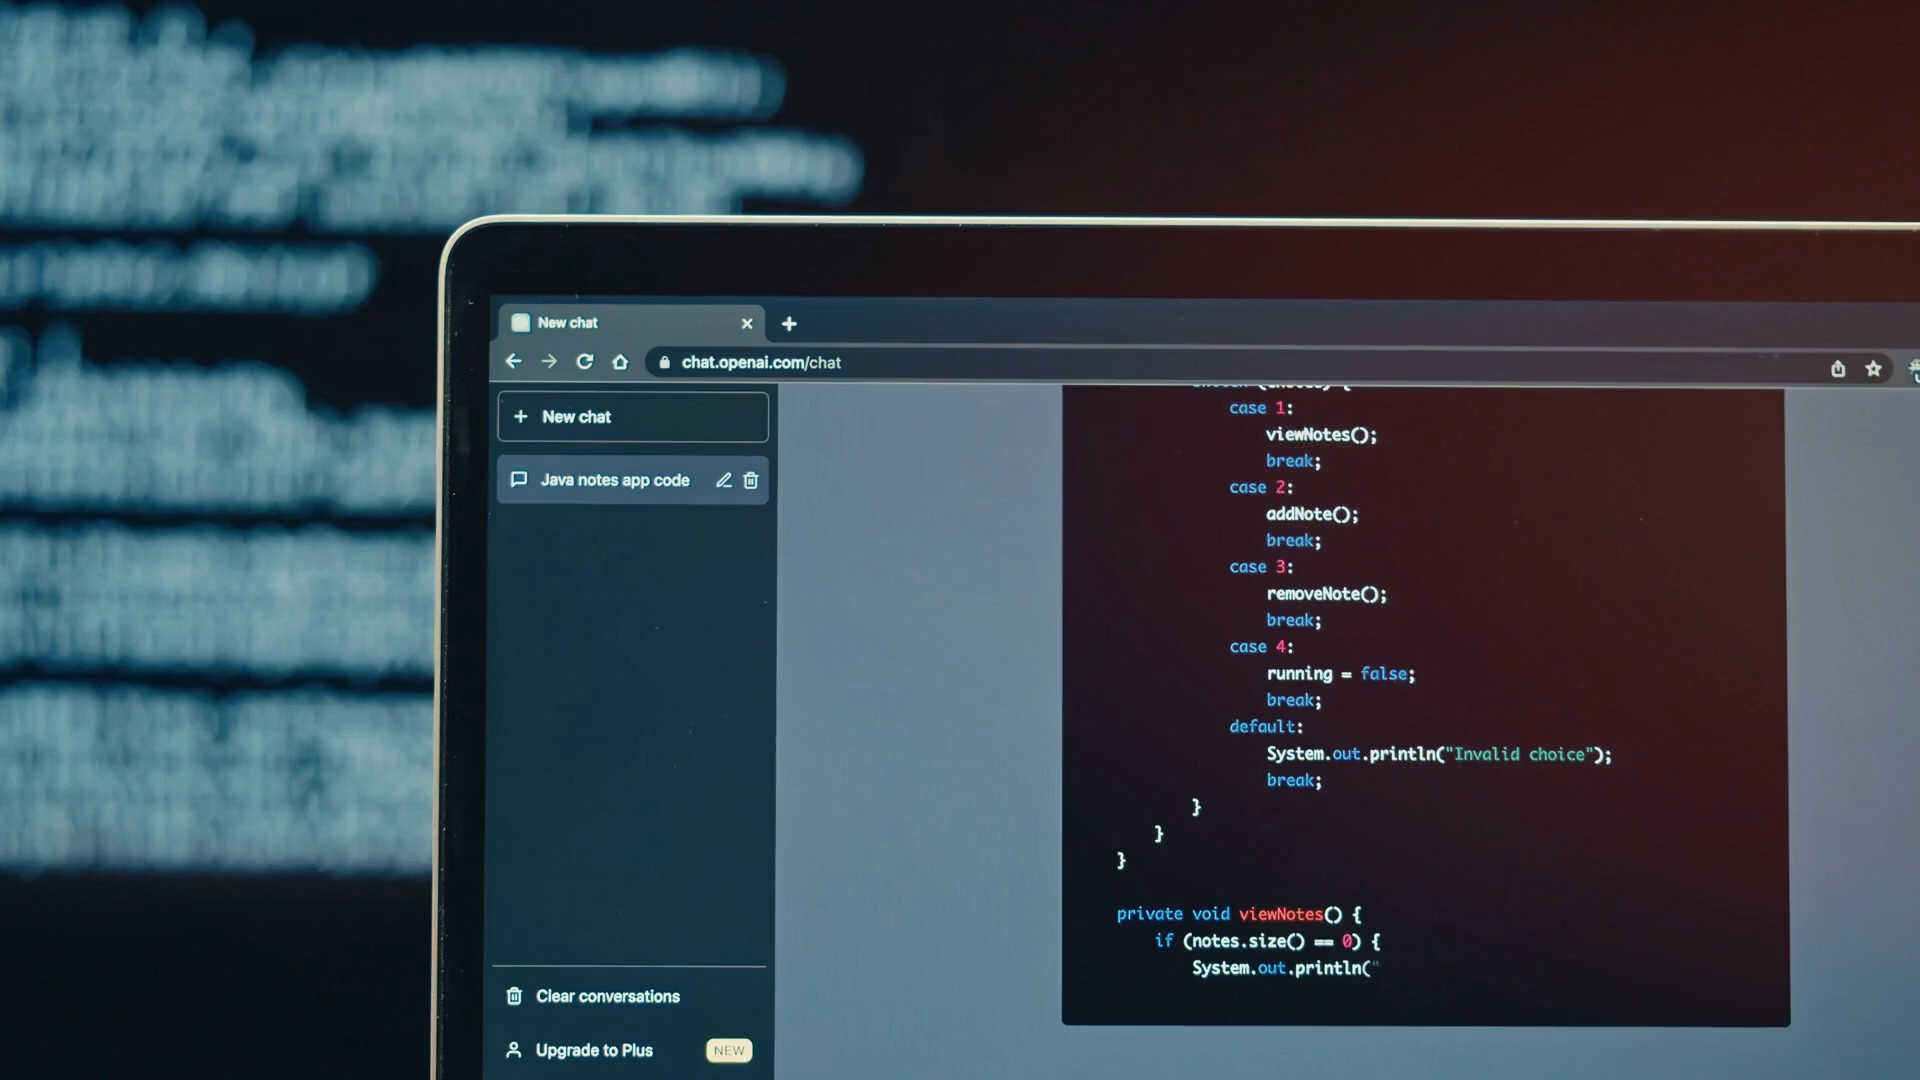 New chat
chat.openai.com/chat
New chat
Java notes app code
Clear conversations
Upgrade to Plus NEW
case 1:
viewNotes();
break;
case 2:
addNote();
break;
case 3:
removeNote();
break;
case 4:
running = false;
break;
default:
System.out.println("Invalid choice");
break;
}
}
}
private void viewNotes() {
if (notes.size() == 0) {
System.out.println("